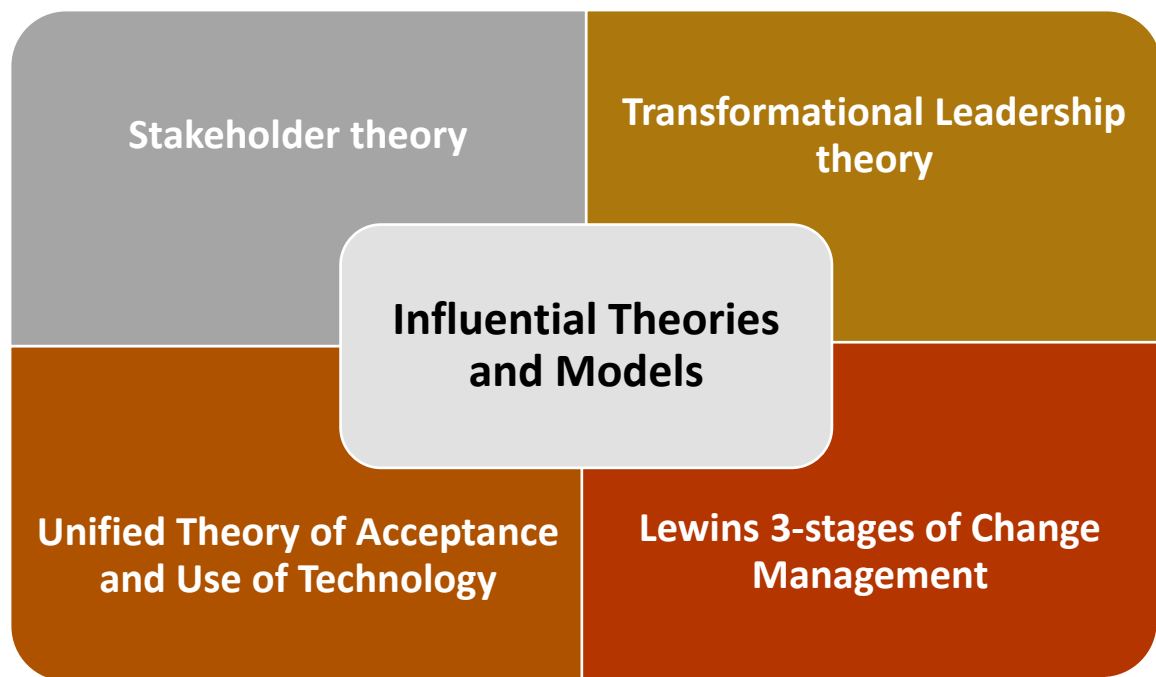 Stakeholder theory
Transformational Leadership
theory
Influential Theories
and Models
Unified Theory of Acceptance
and Use of Technology
Lewins 3-stages of Change
Management